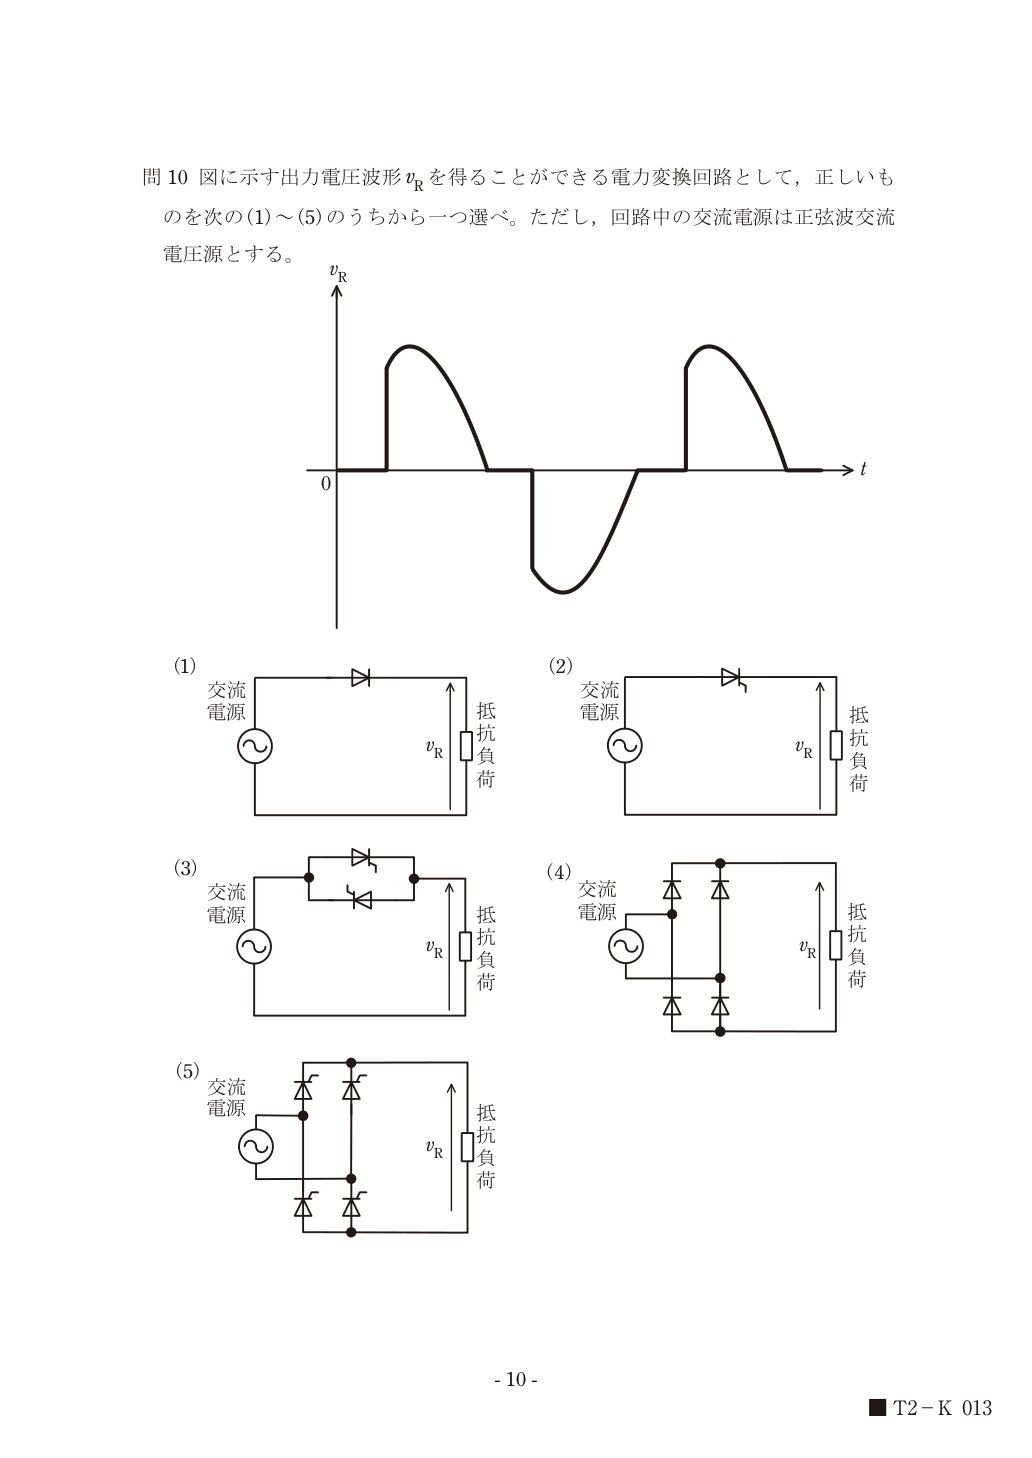 問 10 図に示す出力電圧波形 vR を得ることができる電力変換回路として，正しいも
のを次の(1)～(5)のうちから一つ選べ。ただし，回路中の交流電源は正弦波交流
電圧源とする。
vR
0
t
(1)
交流
電源
vR
抵抗負荷
(2)
交流
電源
vR
抵抗負荷
(3)
交流
電源
vR
抵抗負荷
(4)
交流
電源
vR
抵抗負荷
(5)
交流
電源
vR
抵抗負荷
- 10 -
■ T2－K 013